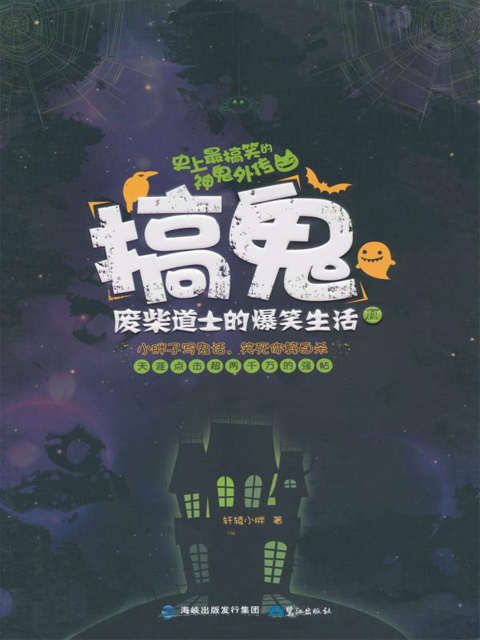 史上最搞笑的
神鬼外传
搞鬼
废柴道士的爆笑生活 III
小胖子写鬼话,笑死你算自杀
天涯点击超两千万的强帖
轩辕小胖 著
海峡出版发行集团 鹭江出版社